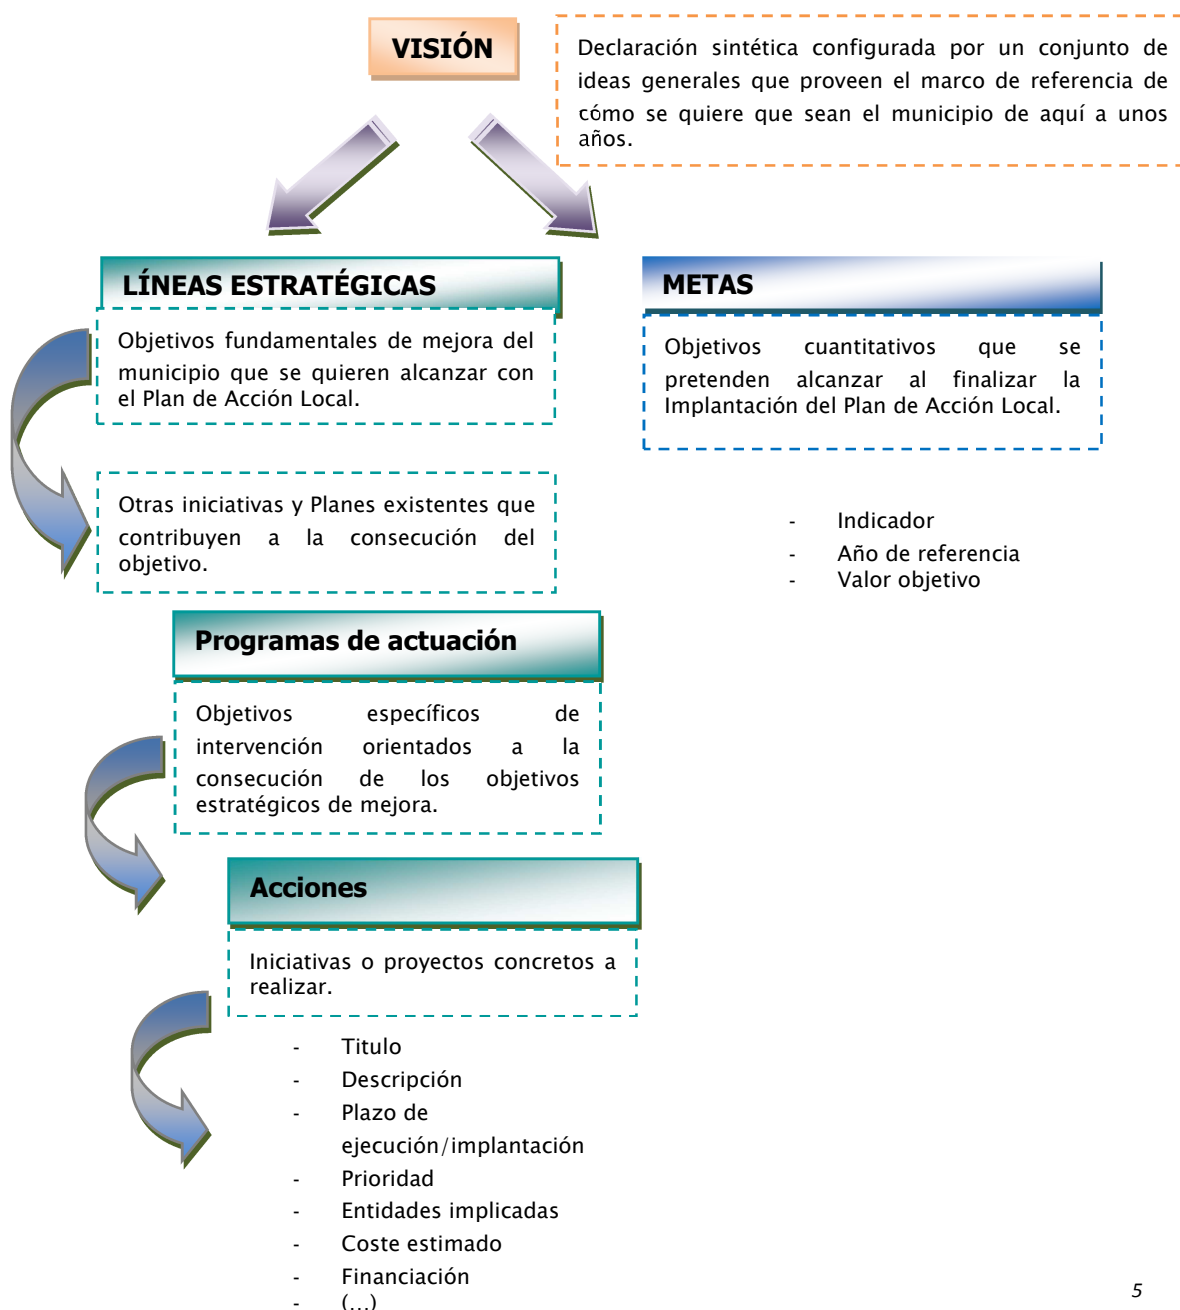 VISIÓN
Declaración sintética configurada por un conjunto de
ideas generales que proveen el marco de referencia de
cómo se quiere que sean el municipio de aquí a unos
años.
LÍNEAS ESTRATÉGICAS
Objetivos fundamentales de mejora del
municipio que se quieren alcanzar con
el Plan de Acción Local.
Otras iniciativas y Planes existentes que
contribuyen a la consecución del
objetivo.
METAS
Objetivos cuantitativos que se
pretenden alcanzar al finalizar la
Implantación del Plan de Acción Local.
- Indicador
- Año de referencia
- Valor objetivo
Programas de actuación
Objetivos específicos de
intervención orientados a la
consecución de los objetivos
estratégicos de mejora.
Acciones
Iniciativas o proyectos concretos a
realizar.
- Titulo
- Descripción
- Plazo de
ejecución/implantación
- Prioridad
- Entidades implicadas
- Coste estimado
- Financiación
- (...)
5